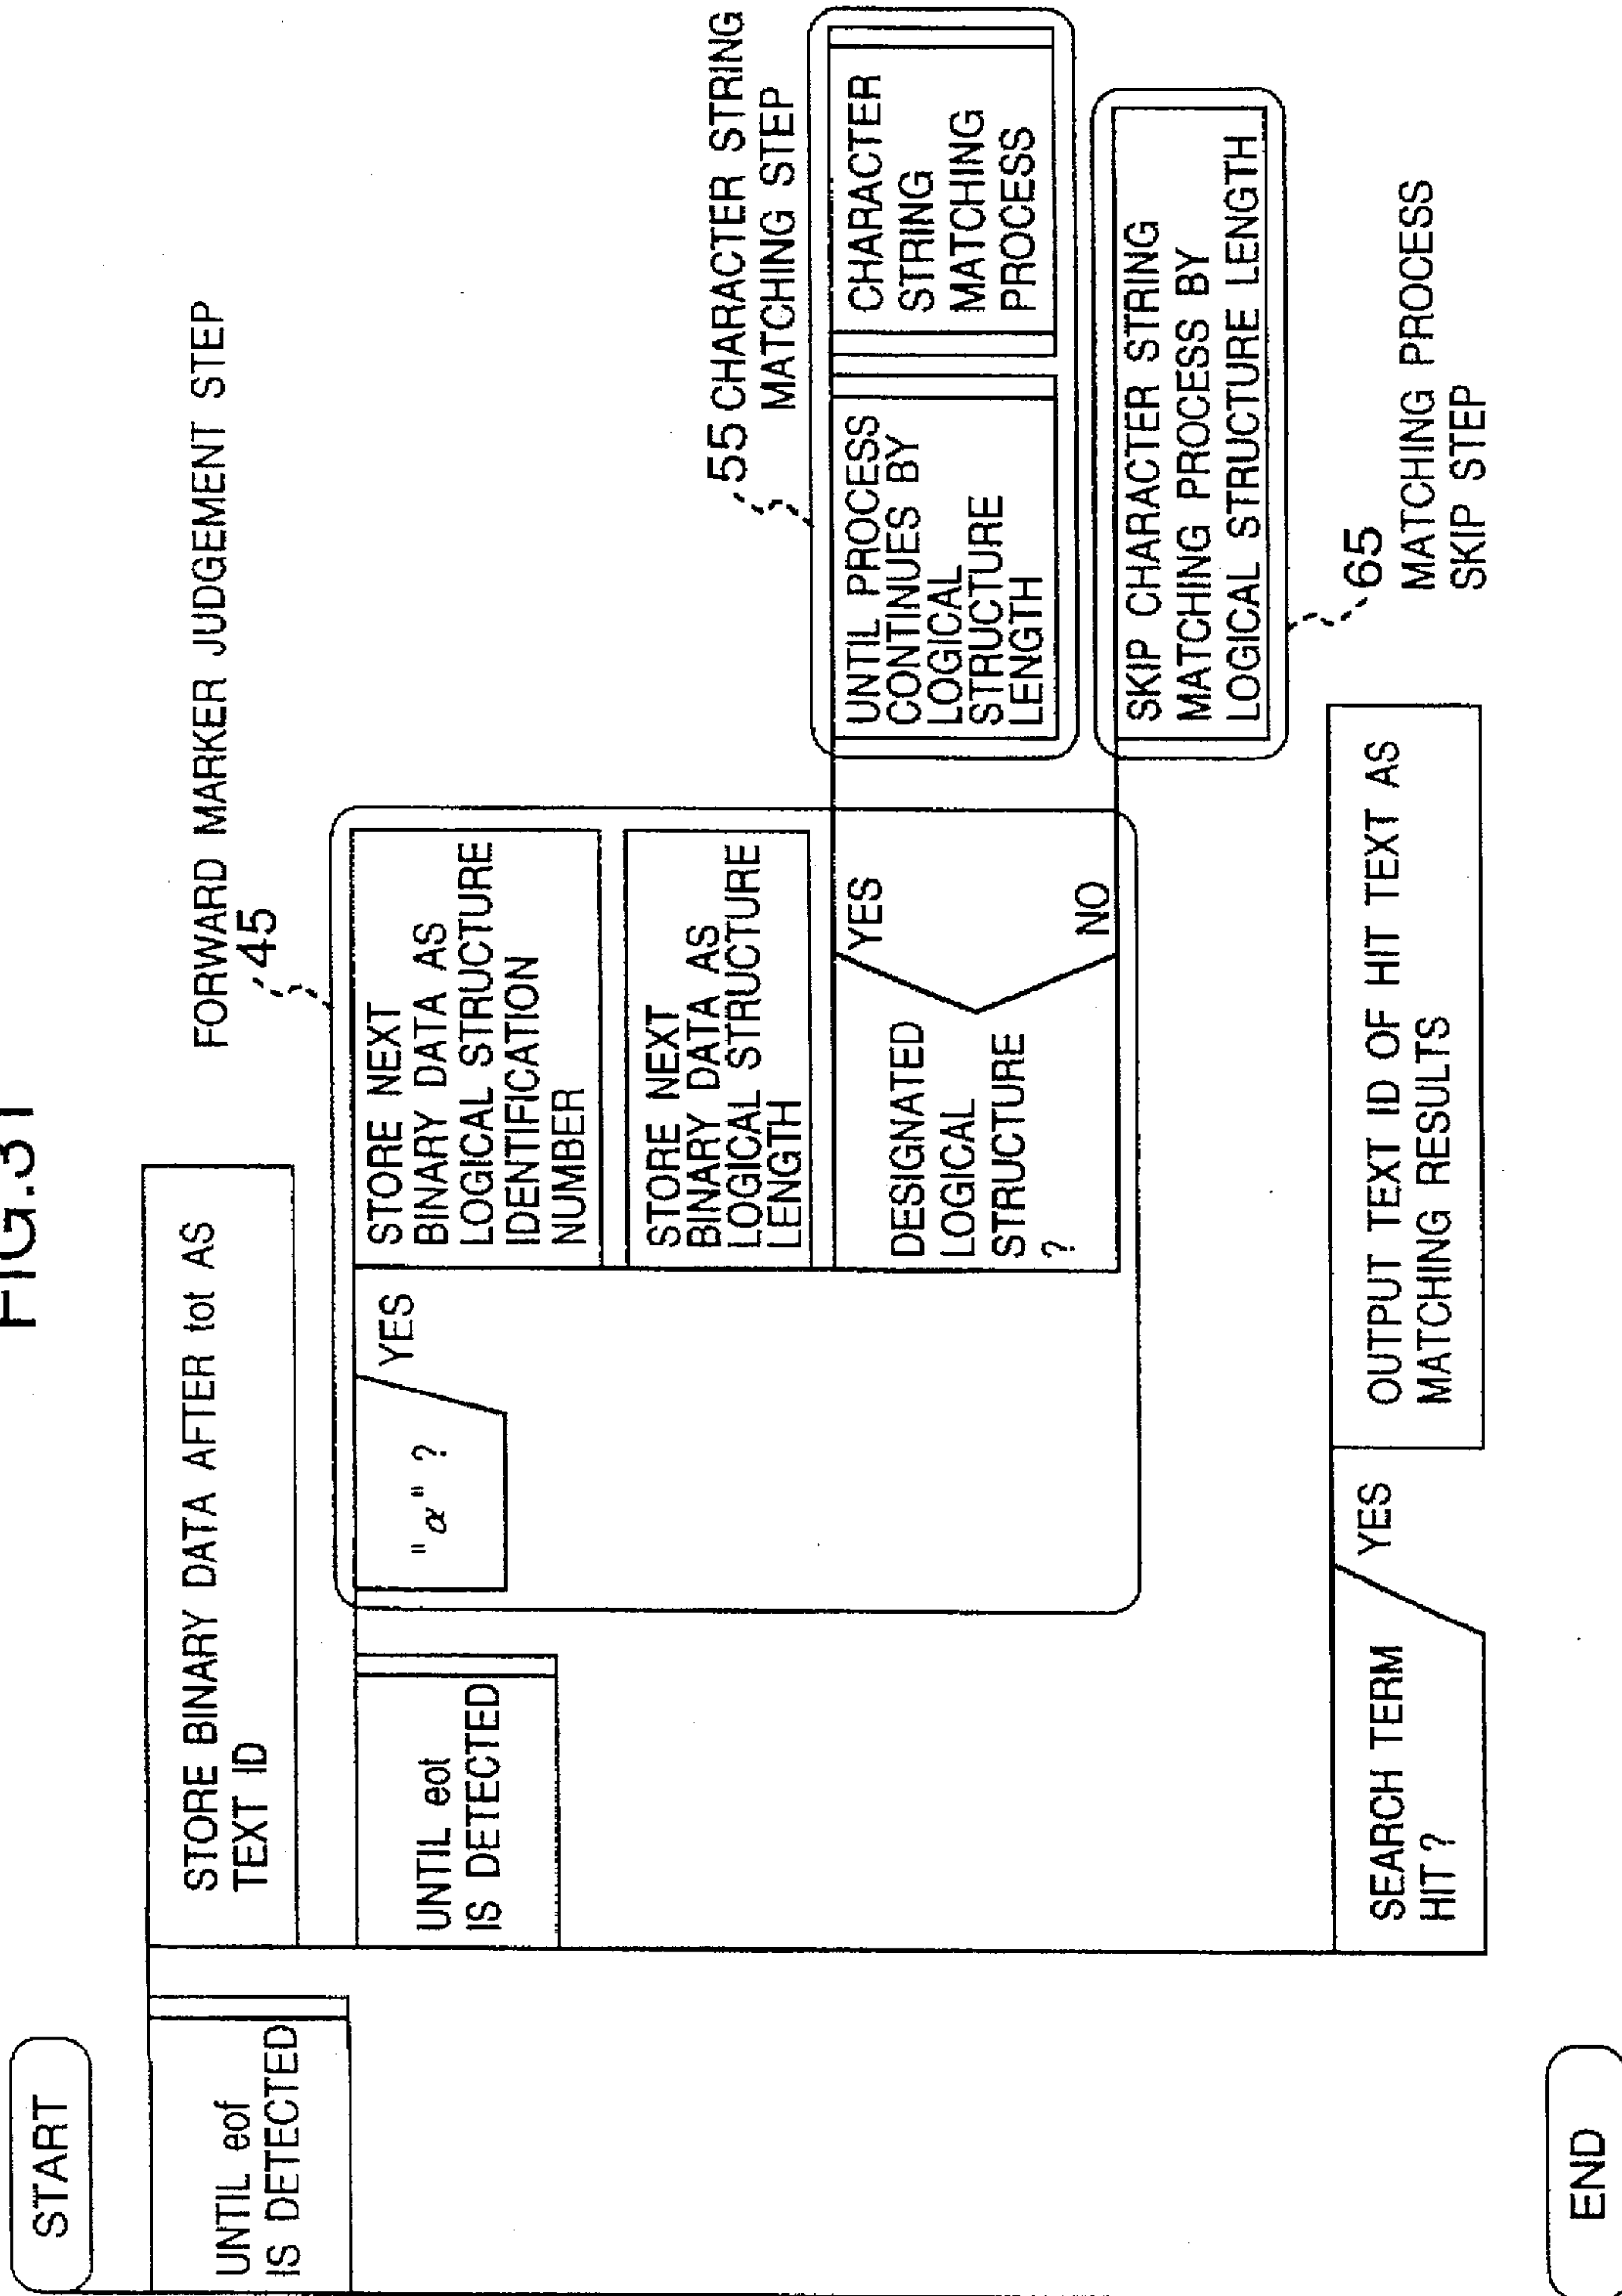 FIG.31
START
UNTIL eof
IS DETECTED
STORE BINARY DATA AFTER tot AS
TEXT ID
UNTIL eot
IS DETECTED
FORWARD MARKER JUDGEMENT STEP
45
"α" ?
YES
STORE NEXT
BINARY DATA AS
LOGICAL STRUCTURE
IDENTIFICATION
NUMBER
STORE NEXT
BINARY DATA AS
LOGICAL STRUCTURE
LENGTH
DESIGNATED
LOGICAL
STRUCTURE
?
YES
NO
55 CHARACTER STRING
MATCHING STEP
UNTIL PROCESS
CONTINUES BY
LOGICAL
STRUCTURE
LENGTH
CHARACTER
STRING
MATCHING
PROCESS
SKIP CHARACTER STRING
MATCHING PROCESS BY
LOGICAL STRUCTURE LENGTH
65
MATCHING PROCESS
SKIP STEP
SEARCH TERM
HIT ?
YES
OUTPUT TEXT ID OF HIT TEXT AS
MATCHING RESULTS
END